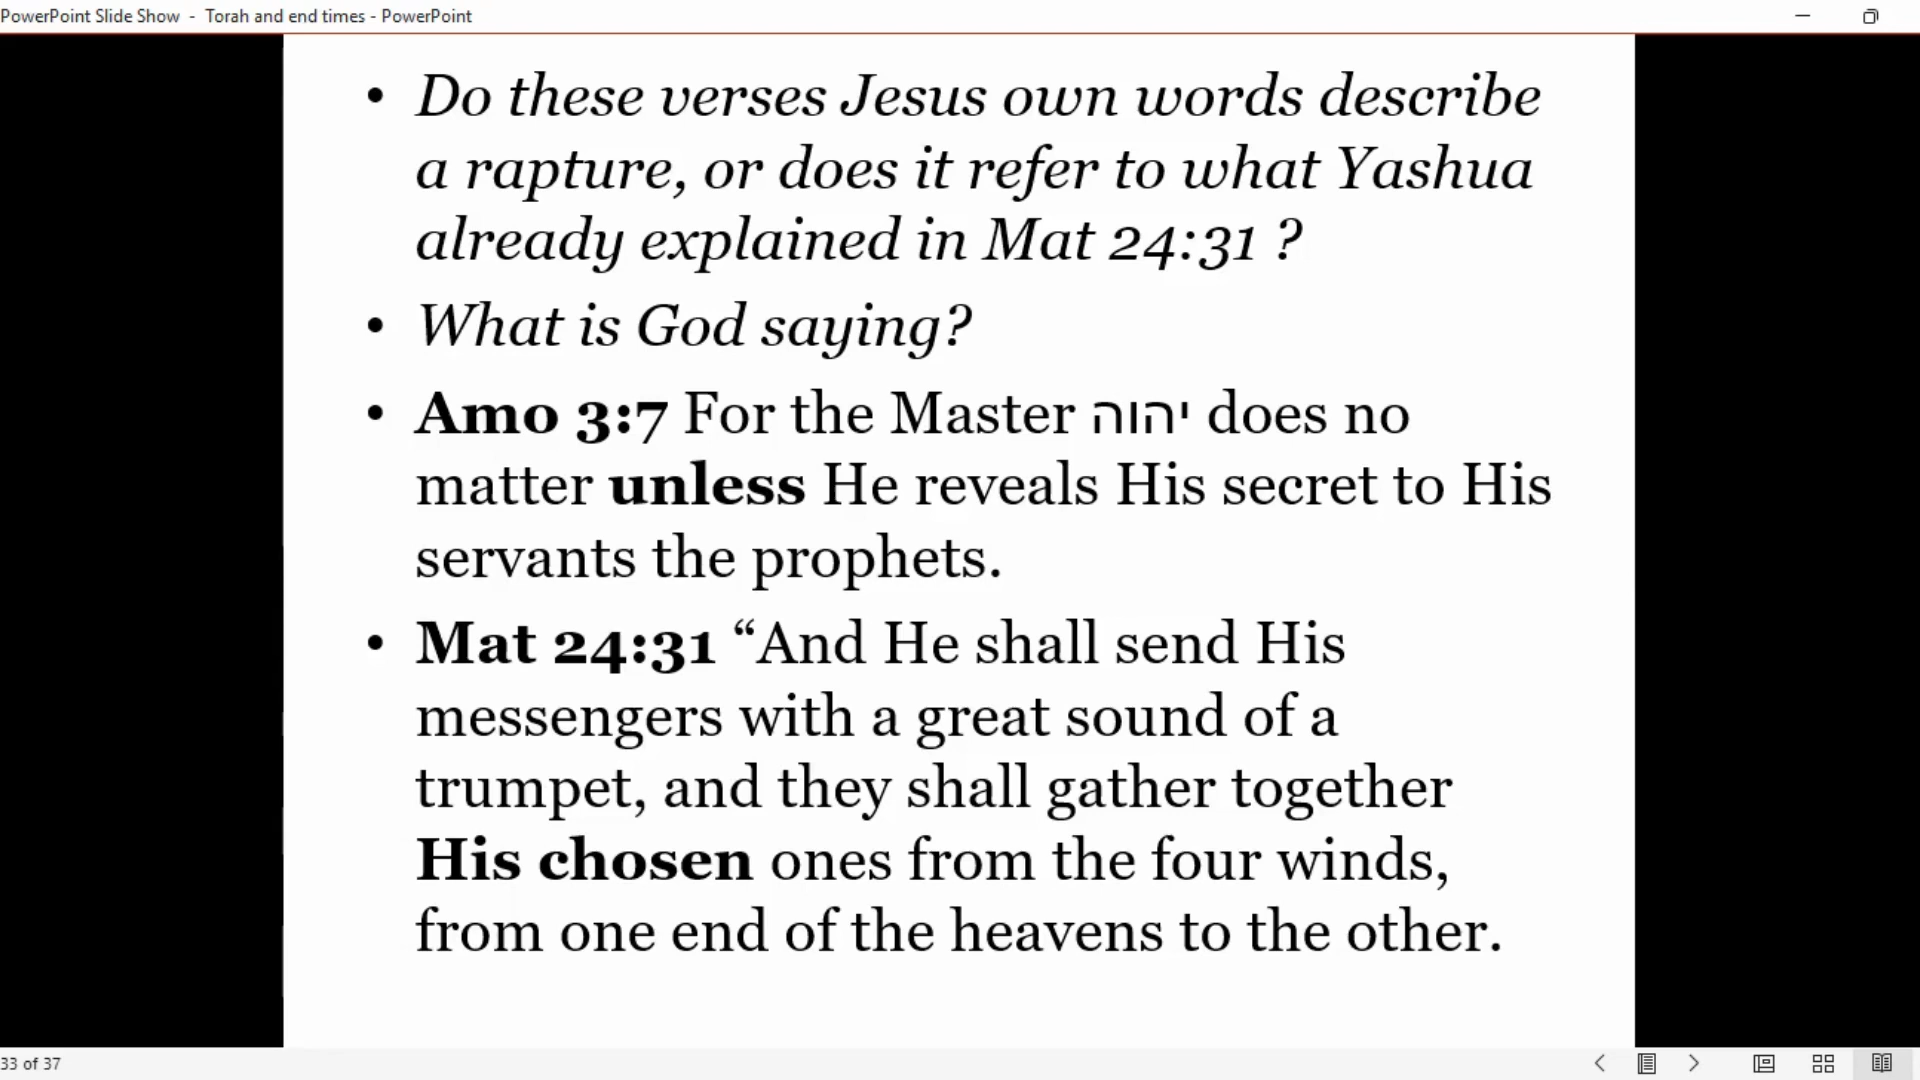 PowerPoint Slide Show - Torah and end times - PowerPoint
• Do these verses Jesus own words describe
a rapture, or does it refer to what Yashua
already explained in Mat 24:31 ?
• What is God saying?
• Amo 3:7 For the Master יהוה does no
matter unless He reveals His secret to His
servants the prophets.
• Mat 24:31 “And He shall send His
messengers with a great sound of a
trumpet, and they shall gather together
His chosen ones from the four winds,
from one end of the heavens to the other.
33 of 37